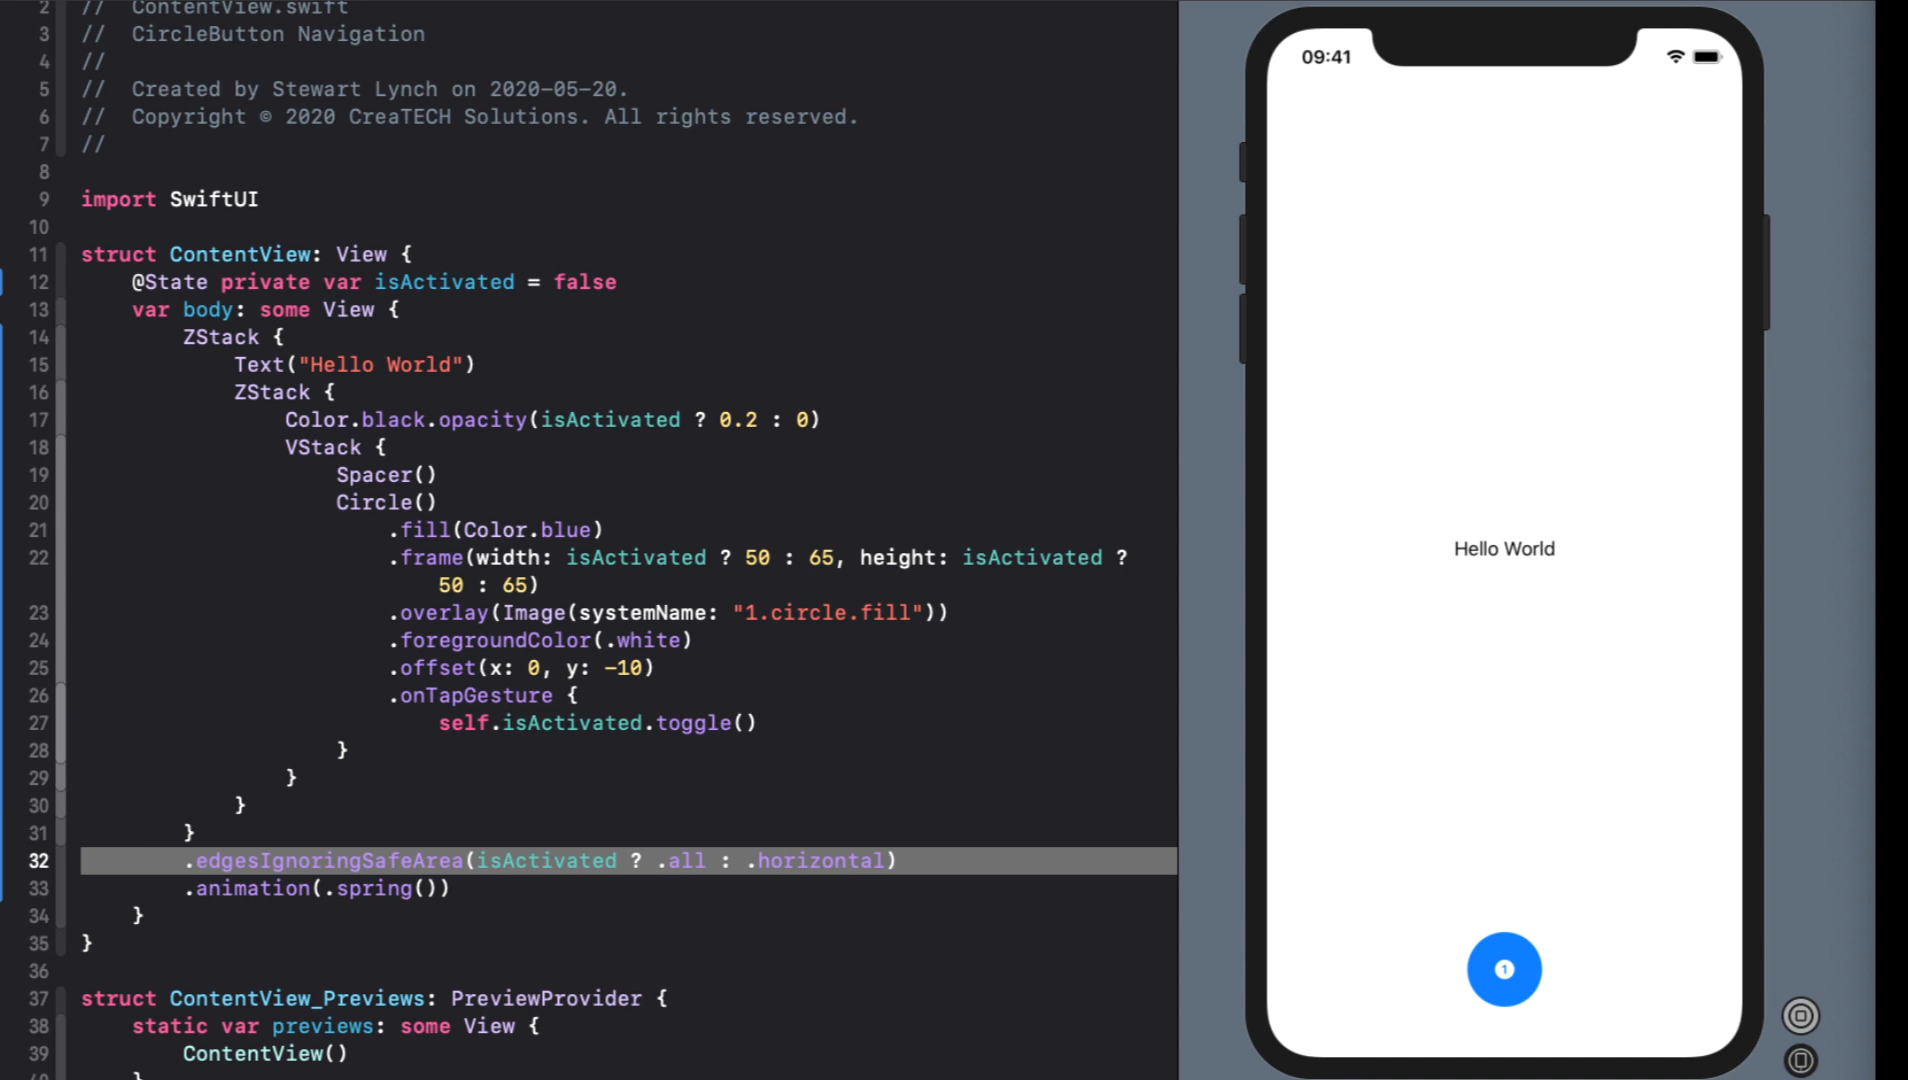 2 //  ContentView.swift
3 //  CircleButton Navigation
4 //
5 //  Created by Stewart Lynch on 2020-05-20.
6 //  Copyright © 2020 CreaTECH Solutions. All rights reserved.
7 //
8
9 import SwiftUI
10
11 struct ContentView: View {
12     @State private var isActivated = false
13     var body: some View {
14         ZStack {
15             Text("Hello World")
16             ZStack {
17                 Color.black.opacity(isActivated ? 0.2 : 0)
18                 VStack {
19                     Spacer()
20                     Circle()
21                         .fill(Color.blue)
22                         .frame(width: isActivated ? 50 : 65, height: isActivated ?
                            50 : 65)
23                         .overlay(Image(systemName: "1.circle.fill"))
24                         .foregroundColor(.white)
25                         .offset(x: 0, y: -10)
26                         .onTapGesture {
27                             self.isActivated.toggle()
28                     }
29                 }
30             }
31         }
32         .edgesIgnoringSafeArea(isActivated ? .all : .horizontal)
33         .animation(.spring())
34     }
35 }
36
37 struct ContentView_Previews: PreviewProvider {
38     static var previews: some View {
39         ContentView()
40     }
09:41
Hello World
1